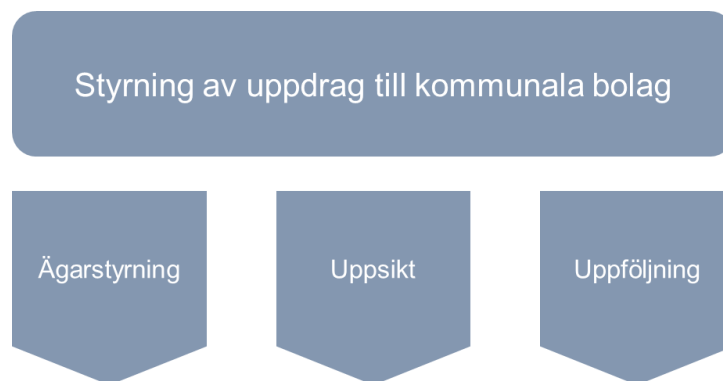 Styrning av uppdrag till kommunala bolag
Ägarstyrning
Uppsikt
Uppföljning